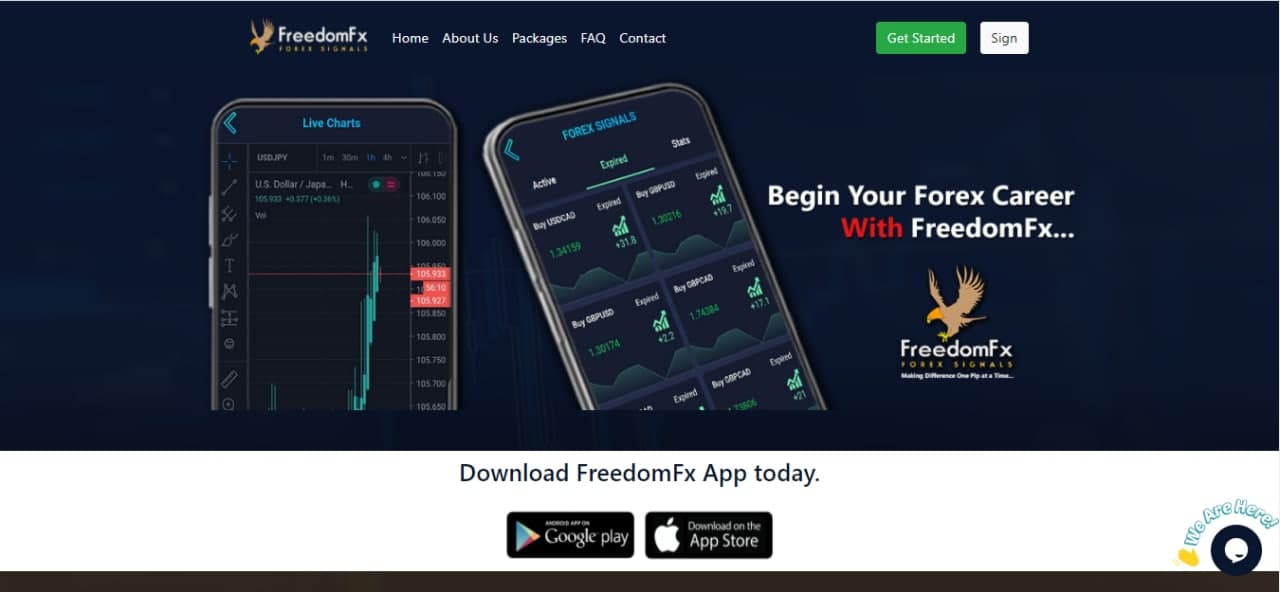 FreedomFx
FOREX SIGNALS
Home About Us Packages FAQ Contact
Get Started
Sign
Live Charts
USDJPY 1m 30m 1h 4h
U.S. Dollar / Japa... H...
105.933 +0.377 (+0.36%)
Vol
106.150
106.100
106.050
106.000
105.950
105.933
56:10
105.927
105.850
105.800
105.750
105.700
105.650
FOREX SIGNALS
Active Expired Stats
Buy USDCAD Expired
1.34159 +31.8
Buy GBPUSD Expired
1.30216 +19.7
Buy GBPUSD Expired
1.30174 +2.2
Buy GBPCAD Expired
1.74384 +17.1
Expired
Buy GBPCAD Expired
1.73806 +21
Begin Your Forex Career
With FreedomFx...
FreedomFx
FOREX SIGNALS
Making Difference One Pip at a Time...
Download FreedomFx App today.
ANDROID APP ON
Google play
Download on the
App Store
We Are Here!